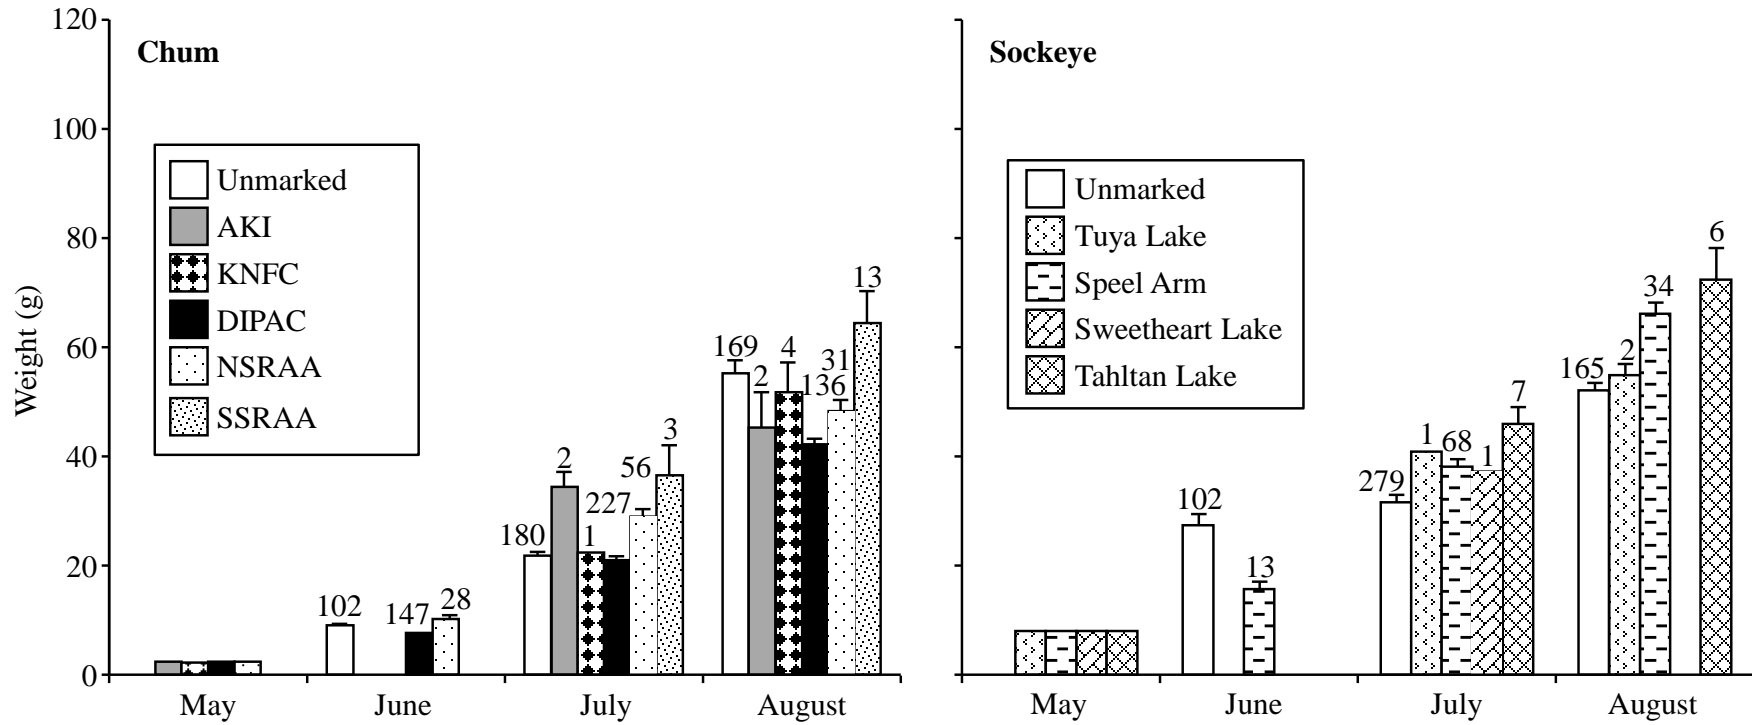 Weight (g)
120
100
80
60
40
20
0
Chum
Unmarked
AKI
KNFC
DIPAC
NSRAA
SSRAA
102
147
28
180
2
1
227
56
3
169
2
4
136
31
13
May
June
July
August
Sockeye
Unmarked
Tuya Lake
Speel Arm
Sweetheart Lake
Tahltan Lake
102
13
279
1
68
1
7
165
2
34
6
May
June
July
August